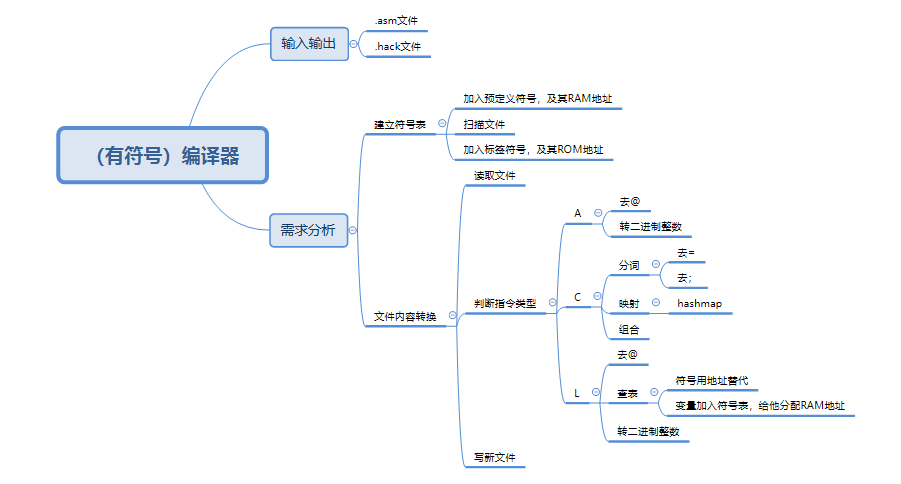 （有符号）编译器
输入输出
.asm文件
.hack文件
需求分析
建立符号表
加入预定义符号，及其RAM地址
扫描文件
加入标签符号，及其ROM地址
文件内容转换
读取文件
判断指令类型
A
去@
转二进制整数
C
分词
去=
去；
映射
hashmap
组合
L
去@
查表
符号用地址替代
变量加入符号表，给他分配RAM地址
转二进制整数
写新文件